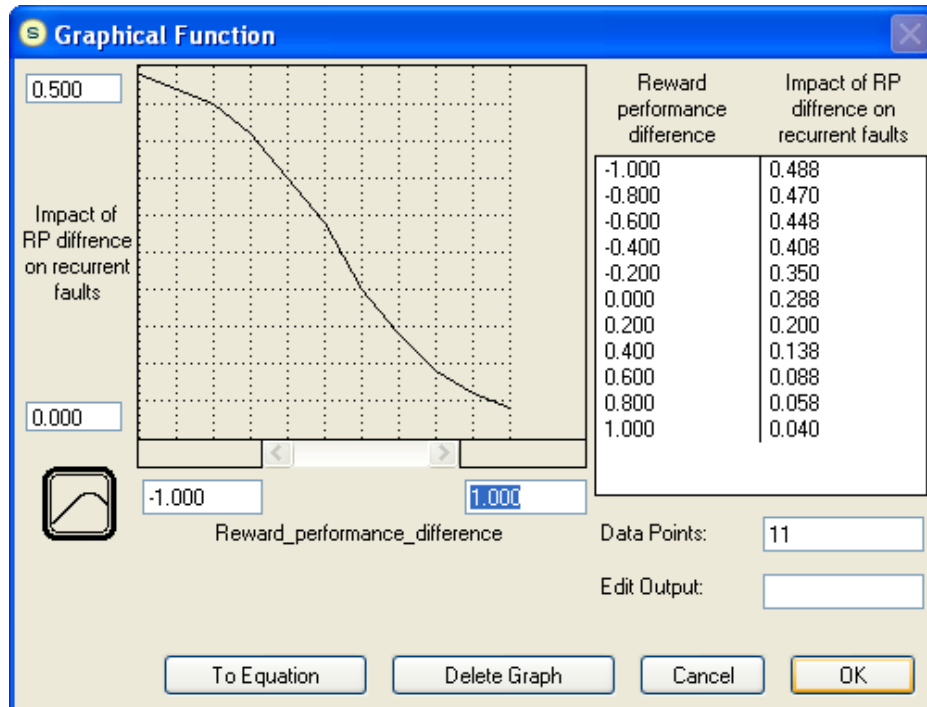 S Graphical Function
0.500
Impact of
RP diffrence
on recurrent
faults
0.000
-1.000
1.000
Reward_performance_difference
Reward
performance
difference
Impact of RP
diffrence on
recurrent faults
-1.000 0.488
-0.800 0.470
-0.600 0.448
-0.400 0.408
-0.200 0.350
0.000 0.288
0.200 0.200
0.400 0.138
0.600 0.088
0.800 0.058
1.000 0.040
Data Points: 11
Edit Output:
To Equation
Delete Graph
Cancel
OK